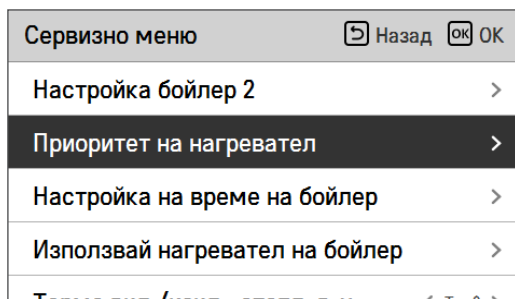 Сервизно меню Назад OK OK
Настройка бойлер 2
Приоритет на нагревател
Настройка на време на бойлер
Използвай нагревател на бойлер